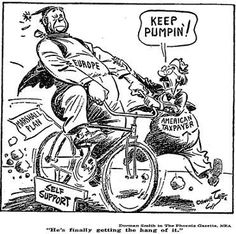 KEEP
PUMPIN'!
EUROPE
MARSHALL
PLAN
AMERICAN
TAXPAYER
SELF
SUPPORT
Dorman Smith in The Phoenix Gazette, NEA
"He's finally getting the hang of it."